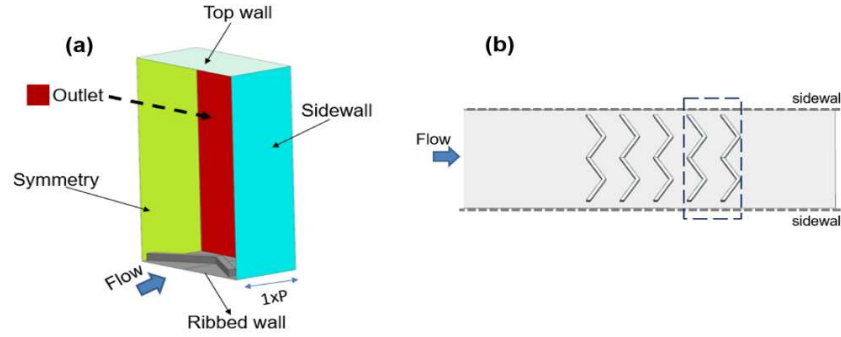 Top wall
(a)
Outlet
Sidewall
Symmetry
Flow
1xP
Ribbed wall
(b)
sidewal
Flow
sidewal